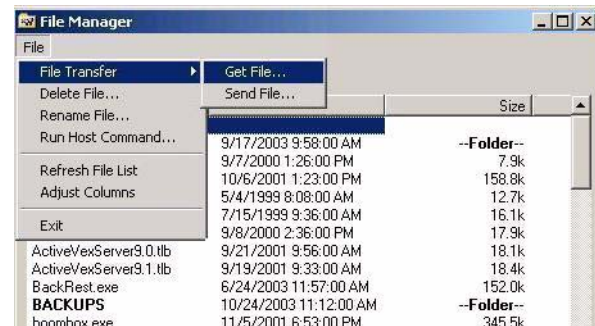 File Manager
File
File Transfer
Get File...
Delete File...
Send File...
Rename File...
Size
Run Host Command...
9/17/2003 9:58:00 AM --Folder--
9/7/2000 1:26:00 PM 7.9k
Refresh File List
10/6/2001 1:23:00 PM 158.8k
Adjust Columns
5/4/1999 8:08:00 AM 12.7k
7/15/1999 9:36:00 AM 16.1k
Exit
9/8/2000 2:36:00 PM 17.9k
ActiveVexServer9.0.tlb 9/21/2001 9:56:00 AM 18.1k
ActiveVexServer9.1.tlb 9/19/2001 9:33:00 AM 18.4k
BackRest.exe 6/24/2003 11:57:00 AM 152.0k
BACKUPS 10/24/2003 11:12:00 AM --Folder--
boombox.exe 11/5/2001 6:53:00 PM 345.5k